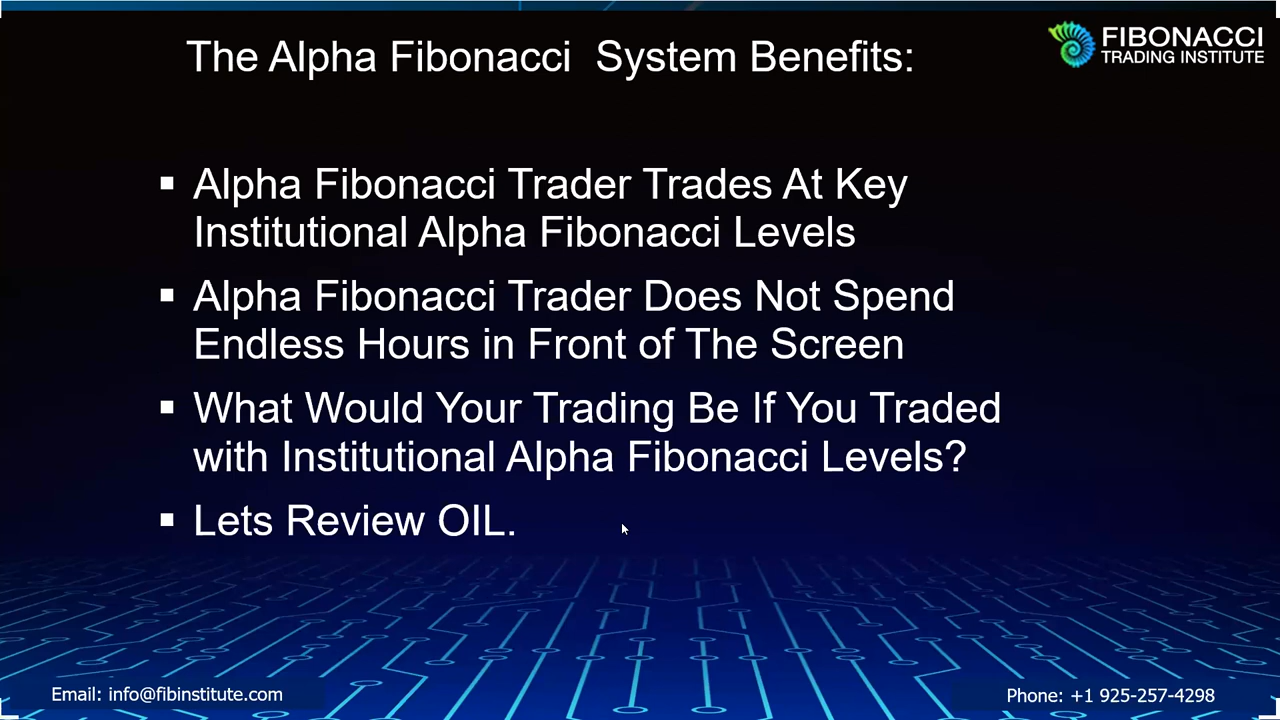 The Alpha Fibonacci  System Benefits:
FIBONACCI
TRADING INSTITUTE
▪ Alpha Fibonacci Trader Trades At Key
Institutional Alpha Fibonacci Levels
▪ Alpha Fibonacci Trader Does Not Spend
Endless Hours in Front of The Screen
▪ What Would Your Trading Be If You Traded
with Institutional Alpha Fibonacci Levels?
▪ Lets Review OIL.
Email: info@fibinstitute.com
Phone: +1 925-257-4298